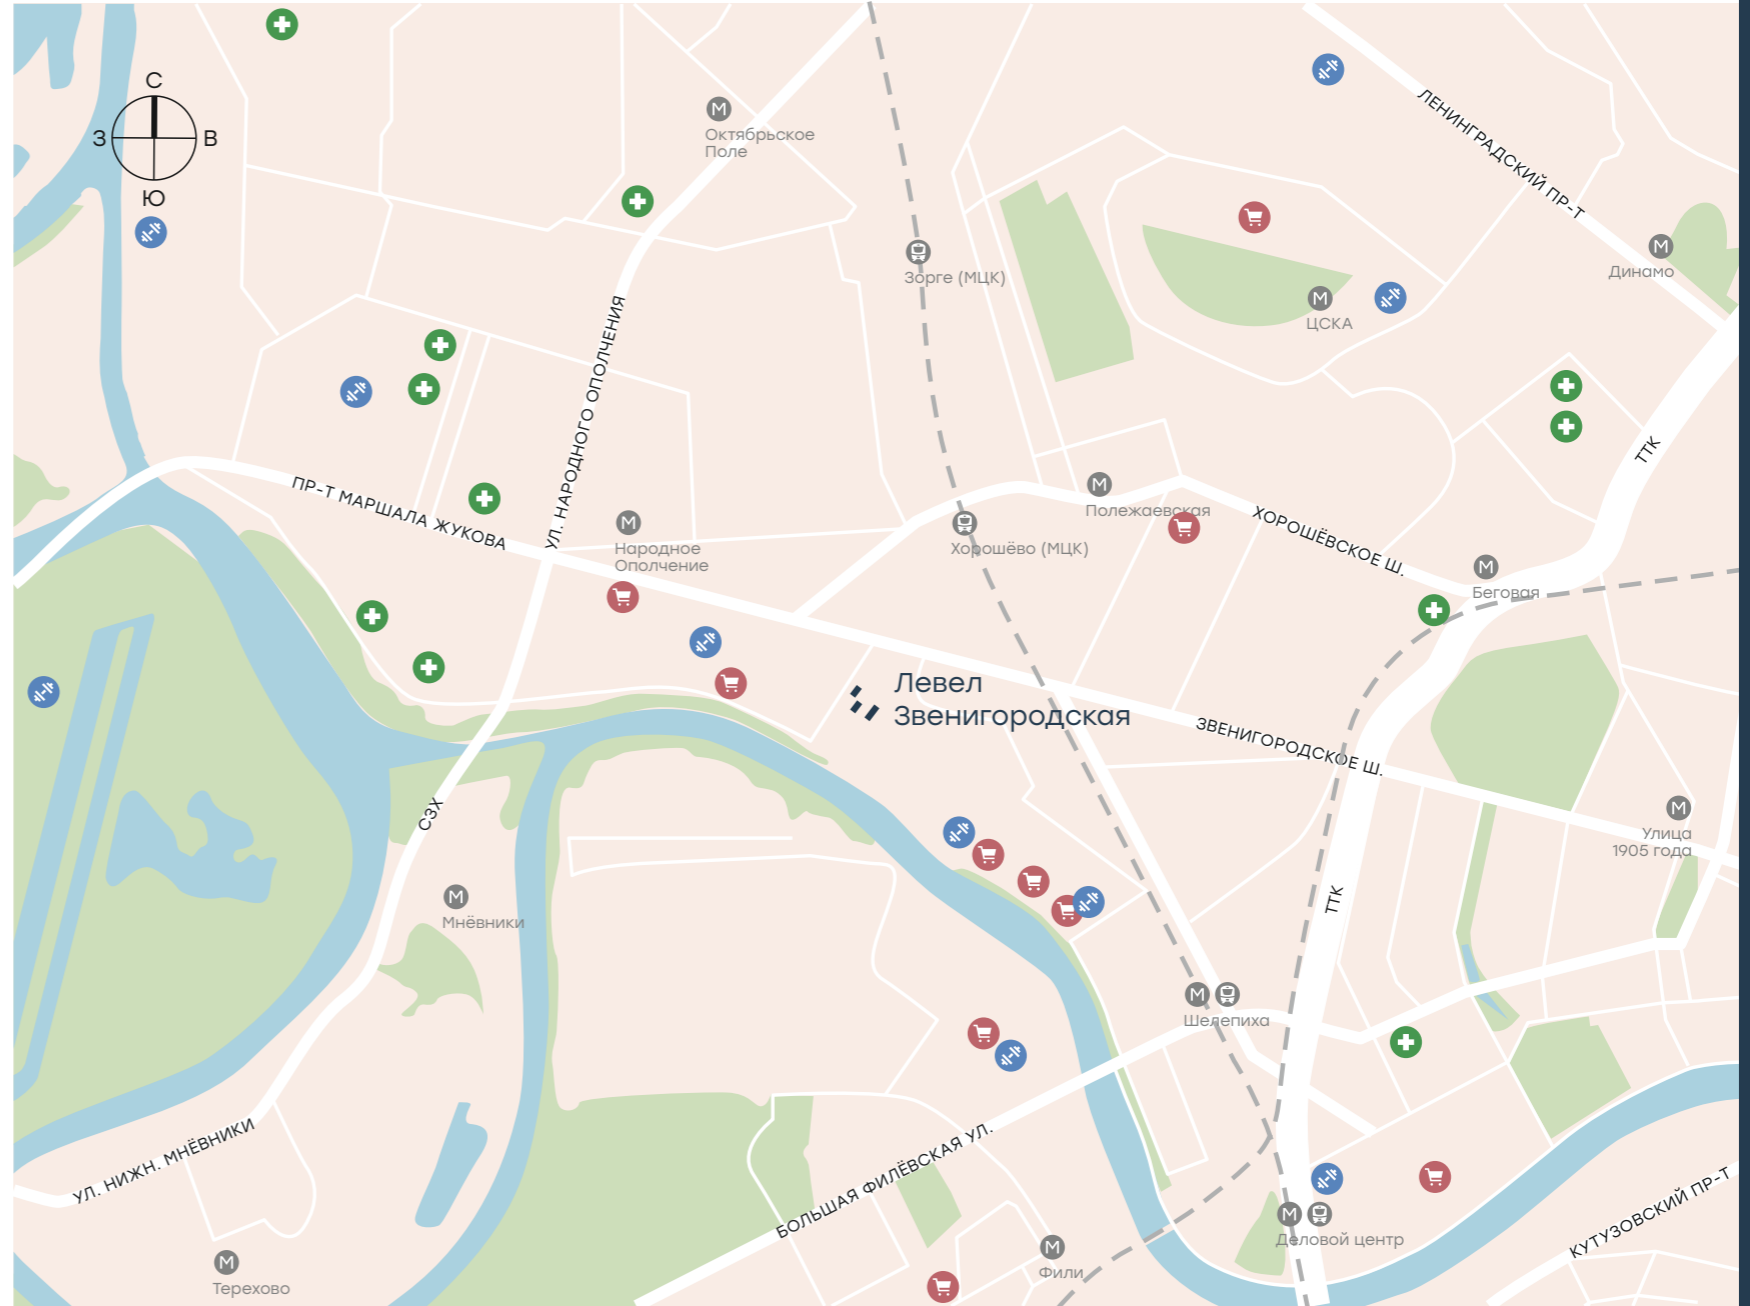 С
З
В
Ю
Октябрьское
Поле
ЛЕНИНГРАДСКИЙ ПР-Т
Зорге (МЦК)
Динамо
ЦСКА
УЛ. НАРОДНОГО ОПОЛЧЕНИЯ
ТТК
ПР-Т МАРШАЛА ЖУКОВА
Полежаевская
ХОРОШЁВСКОЕ Ш.
Народное
Ополчение
Хорошёво (МЦК)
Беговая
Левел
Звенигородская
ЗВЕНИГОРОДСКОЕ Ш.
СЗХ
Улица
1905 года
ТТК
Мнёвники
Шелепиха
УЛ. НИЖН. МНЁВНИКИ
БОЛЬШАЯ ФИЛЁВСКАЯ УЛ.
КУТУЗОВСКИЙ ПР-Т
Деловой центр
Фили
Терехово